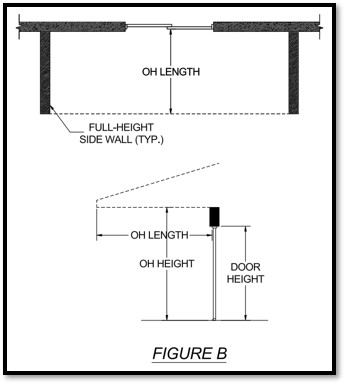 OH LENGTH
FULL-HEIGHT
SIDE WALL (TYP.)
OH LENGTH
OH HEIGHT
DOOR
HEIGHT
FIGURE B